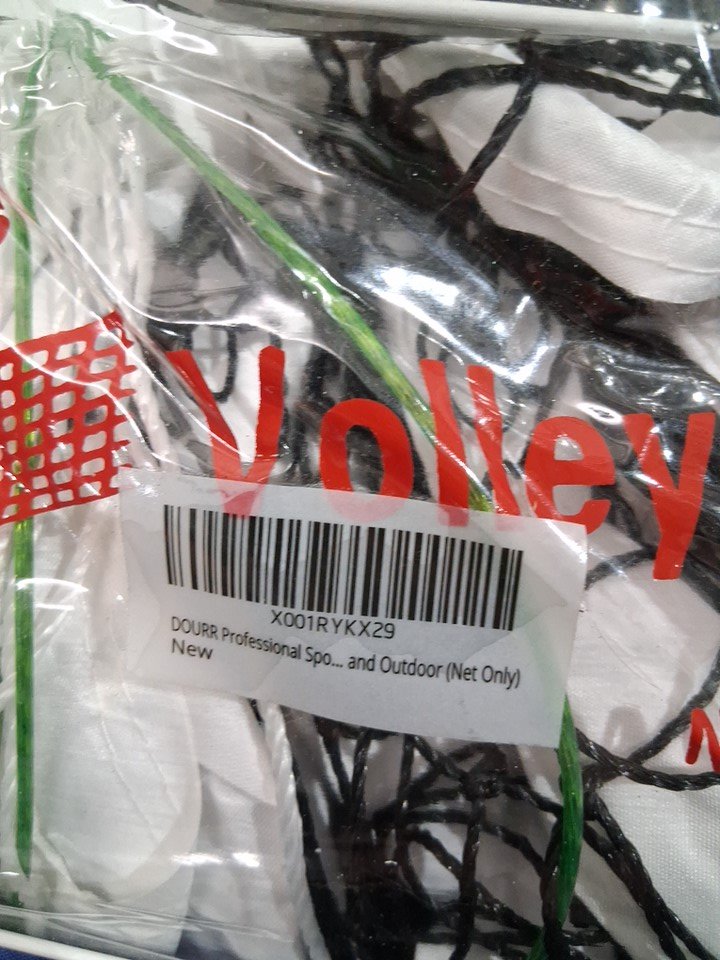 Volley
X001RYKX29
DOURR Professional Spo... and Outdoor (Net Only)
New